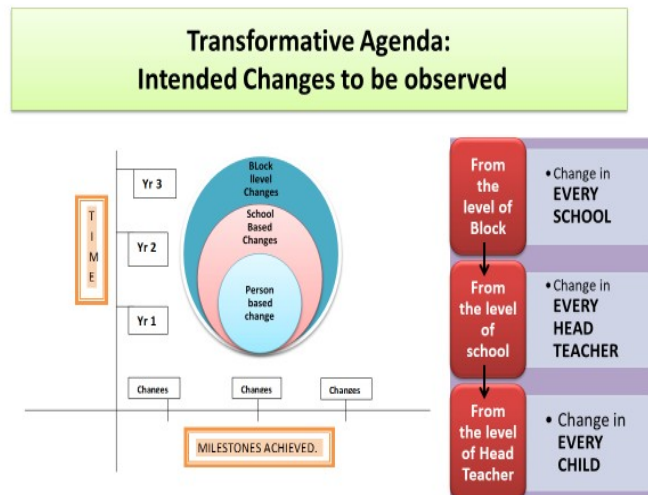 Transformative Agenda:
Intended Changes to be observed
T
I
M
E
Yr 3
Yr 2
Yr 1
BLock
llevel
Changes
School
Based
Changes
Person
based
change
Changes
Changes
Changes
MILESTONES ACHIEVED.
From
the
level of
Block
• Change in
EVERY
SCHOOL
From
the level
of
school
• Change in
EVERY
HEAD
TEACHER
From
the level
of Head
Teacher
• Change in
EVERY
CHILD